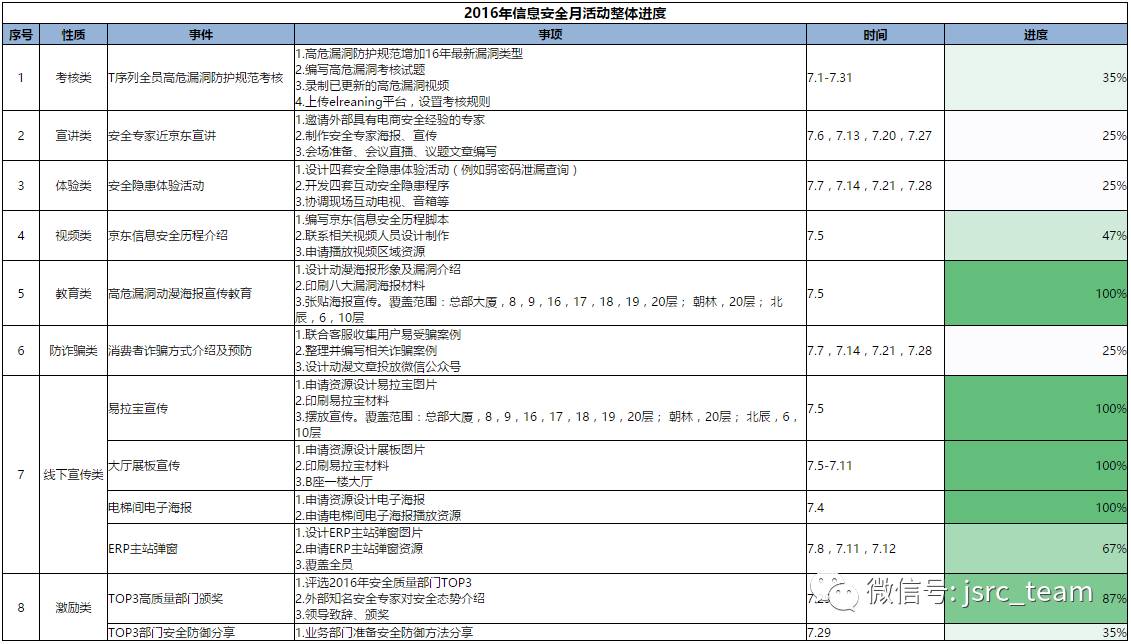 2016年信息安全月活动整体进度
序号 性质 事件 事项 时间 进度
1 考核类 T序列全员高危漏洞防护规范考核 7.1-7.31 35%
1.高危漏洞防护规范增加16年最新漏洞类型
2.编写高危漏洞考核试题
3.录制已更新的高危漏洞视频
4.上传elreaning平台，设置考核规则
2 宣讲类 安全专家近京东宣讲 7.6，7.13，7.20，7.27 25%
1.邀请外部具有电商安全经验的专家
2.制作安全专家海报、宣传
3.会场准备、会议直播、议题文章编写
3 体验类 安全隐患体验活动 7.7，7.14，7.21，7.28 25%
1.设计四套安全隐患体验活动（例如弱密码泄漏查询）
2.开发四套互动安全隐患程序
3.协调现场互动电视、音箱等
4 视频类 京东信息安全历程介绍 7.5 47%
1.编写京东信息安全历程脚本
2.联系相关视频人员设计制作
3.申请播放视频区域资源
5 教育类 高危漏洞动漫海报宣传教育 7.5 100%
1.设计动漫海报形象及漏洞介绍
2.印刷八大漏洞海报材料
3.张贴海报宣传。覆盖范围：总部大厦，8，9，16，17，18，19，20层； 朝林，20层； 北
辰，6，10层
6 防诈骗类 消费者诈骗方式介绍及预防 7.7，7.14，7.21，7.28 25%
1.联合客服收集用户易受骗案例
2.整理并编写相关诈骗案例
3.设计动漫文章投放微信公众号
7 线下宣传类
易拉宝宣传 7.5 100%
1.申请资源设计易拉宝图片
2.印刷易拉宝材料
3.摆放宣传。覆盖范围：总部大厦，8，9，16，17，18，19，20层； 朝林，20层； 北辰，6，
10层
大厅展板宣传 7.5-7.11 100%
1.申请资源设计展板图片
2.印刷易拉宝材料
3.B座一楼大厅
电梯间电子海报 7.4 100%
1.申请资源设计电子海报
2.申请电梯间电子海报播放资源
ERP主站弹窗 7.8，7.11，7.12 67%
1.设计ERP主站弹窗图片
2.申请ERP主站弹窗资源
3.覆盖全员
8 激励类
TOP3高质量部门颁奖 87%
1.评选2016年安全质量部门TOP3
2.外部知名安全专家对安全态势介绍
3.领导致辞、颁奖
TOP3部门安全防御分享 7.29 35%
1.业务部门准备安全防御方法分享
微信号: jsrc_team